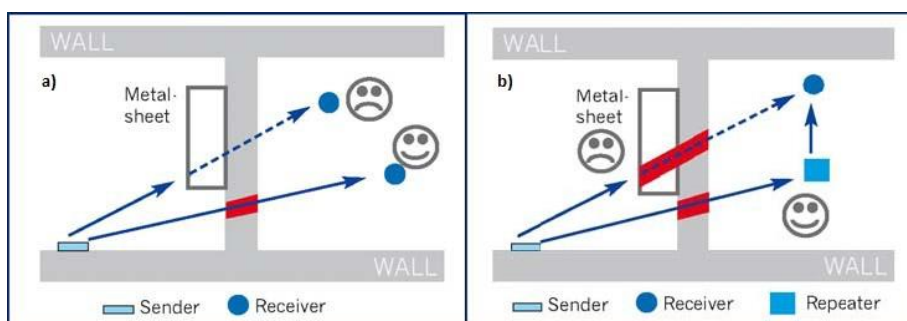 WALL
a)
Metal-
sheet
WALL
Sender
Receiver
WALL
b)
Metal-
sheet
WALL
Sender
Receiver
Repeater